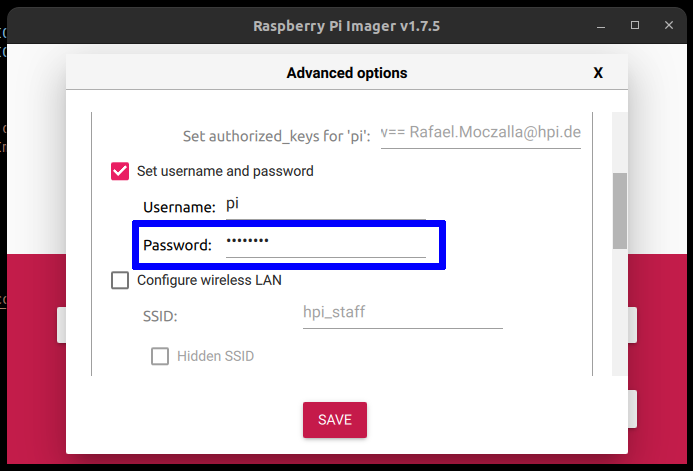 Raspberry Pi Imager v1.7.5
Advanced options
X
Set authorized_keys for 'pi': w== Rafael.Moczalla@hpi.de
Set username and password
Username: pi
Password: ••••••••
Configure wireless LAN
SSID: hpi_staff
Hidden SSID
SAVE